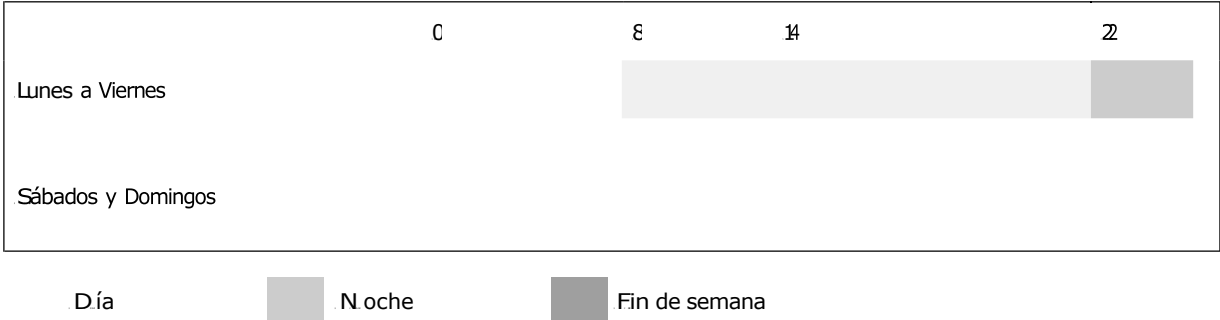 0 8 14 22
Lunes a Viernes
Sábados y Domingos
Día Noche Fin de semana